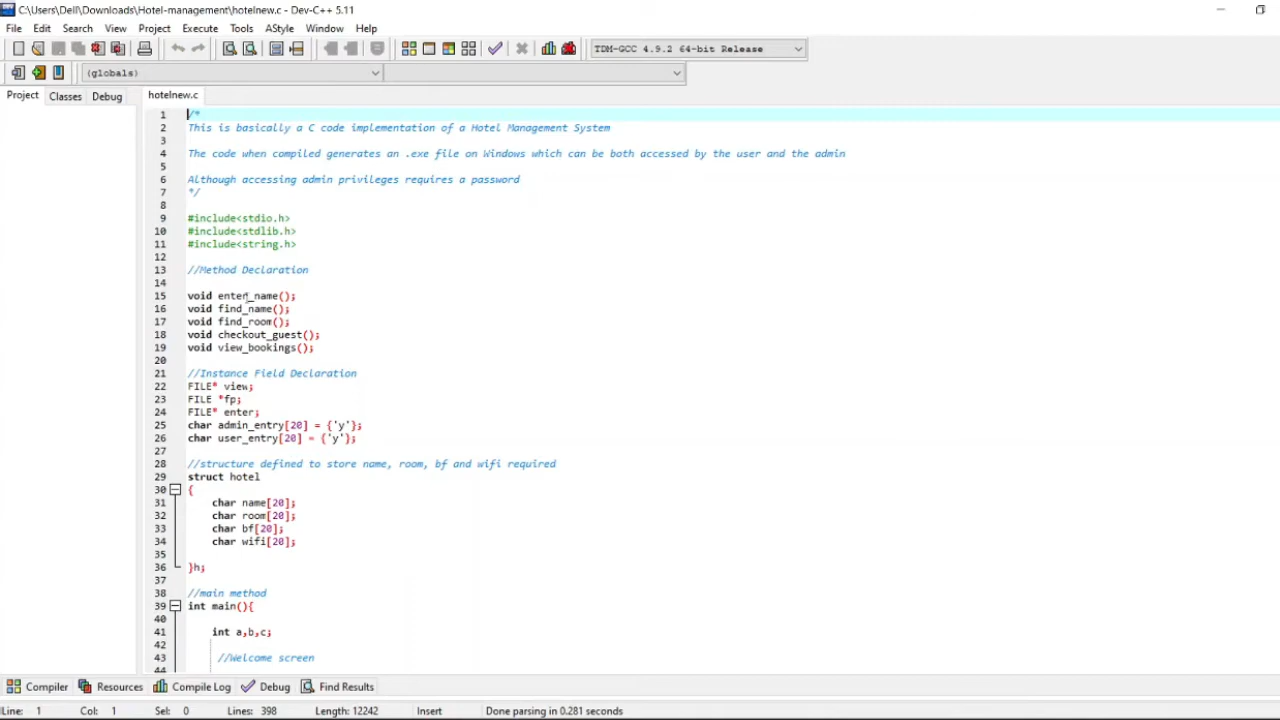 C:\Users\Dell\Downloads\Hotel-management\hotelnew.c - Dev-C++ 5.11
File Edit Search View Project Execute Tools AStyle Window Help
TDM-GCC 4.9.2 64-bit Release
(globals)
Project Classes Debug hotelnew.c
1 /*
2 This is basically a C code implementation of a Hotel Management System
3
4 The code when compiled generates an .exe file on Windows which can be both accessed by the user and the admin
5
6 Although accessing admin privileges requires a password
7 */
8
9 #include<stdio.h>
10 #include<stdlib.h>
11 #include<string.h>
12
13 //Method Declaration
14
15 void enter_name();
16 void find_name();
17 void find_room();
18 void checkout_guest();
19 void view_bookings();
20
21 //Instance Field Declaration
22 FILE* view;
23 FILE *fp;
24 FILE* enter;
25 char admin_entry[20] = {'y'};
26 char user_entry[20] = {'y'};
27
28 //structure defined to store name, room, bf and wifi required
29 struct hotel
30 {
31 char name[20];
32 char room[20];
33 char bf[20];
34 char wifi[20];
35
36 }h;
37
38 //main method
39 int main(){
40
41 int a,b,c;
42
43 //Welcome screen
44
Compiler Resources Compile Log Debug Find Results
Line: 1 Col: 1 Sel: 0 Lines: 398 Length: 12242 Insert Done parsing in 0.281 seconds